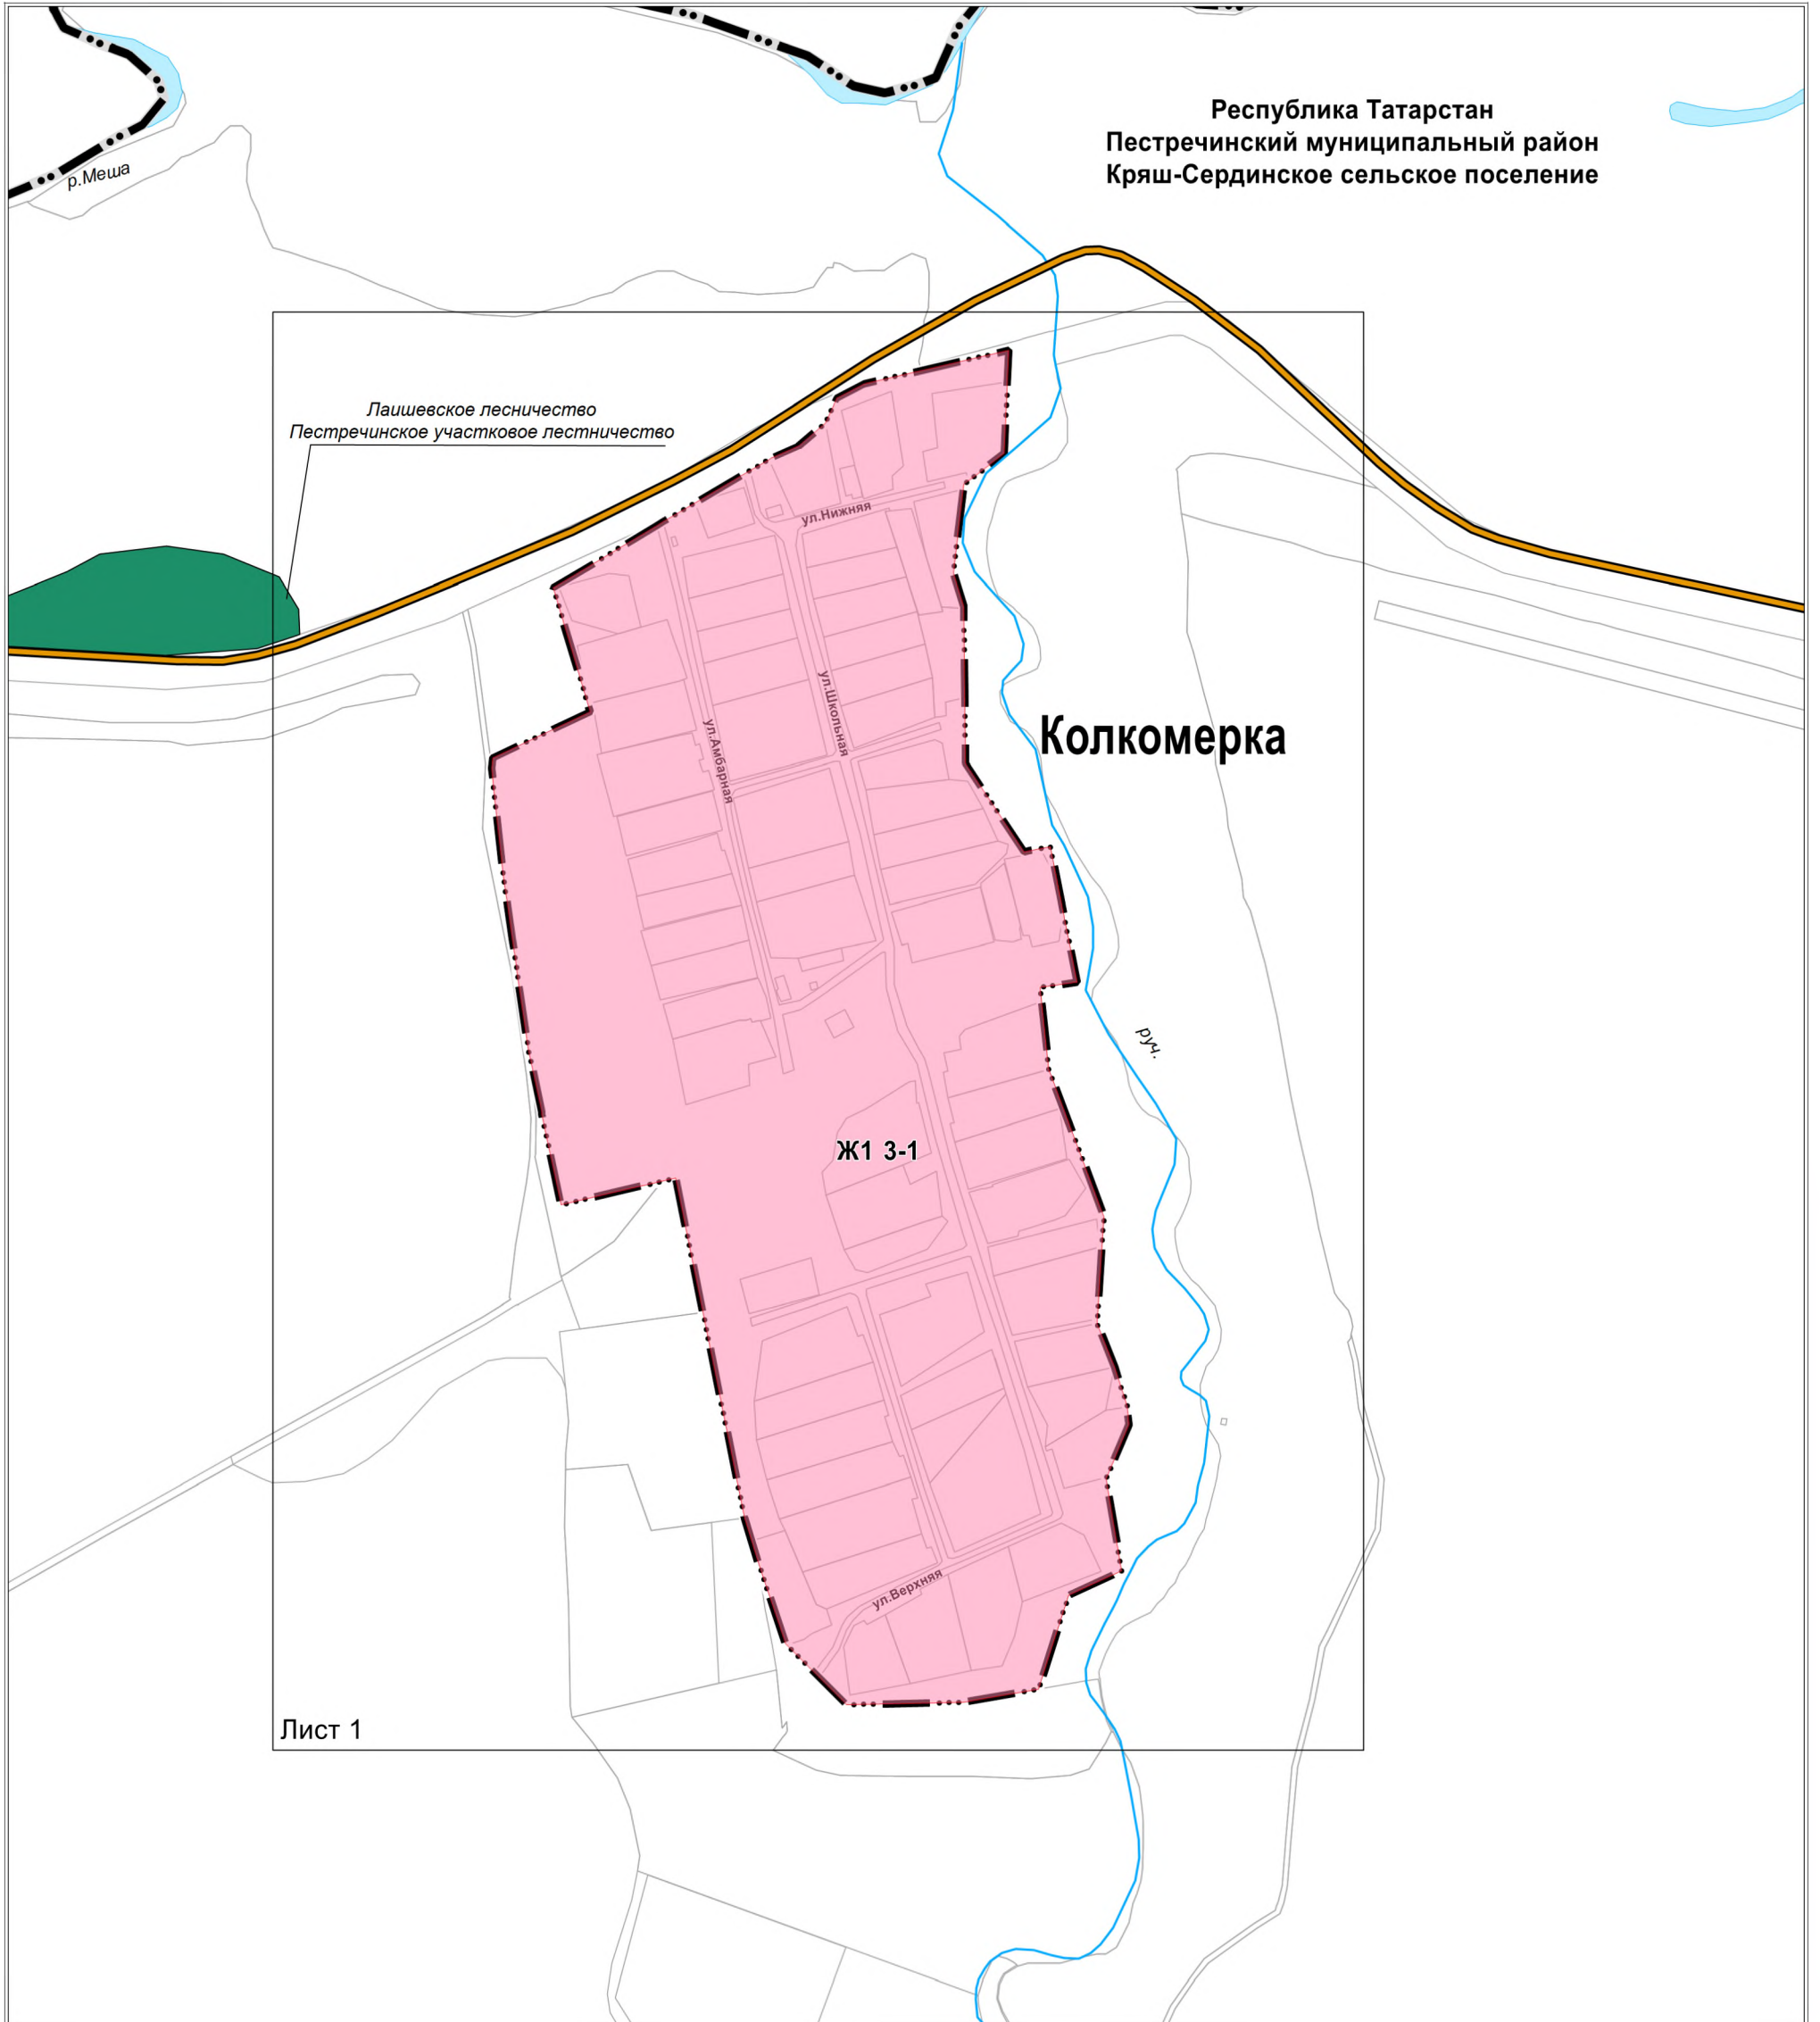 Республика Татарстан
Пестречинский муниципальный район
Кряш-Сердинское сельское поселение
р.Меша
Лаишевское лесничество
Пестречинское участковое лестничество
ул.Нижняя
ул.Школьная
ул.Амбарная
Колкомерка
руч.
Ж1 3-1
ул.Верхняя
Лист 1